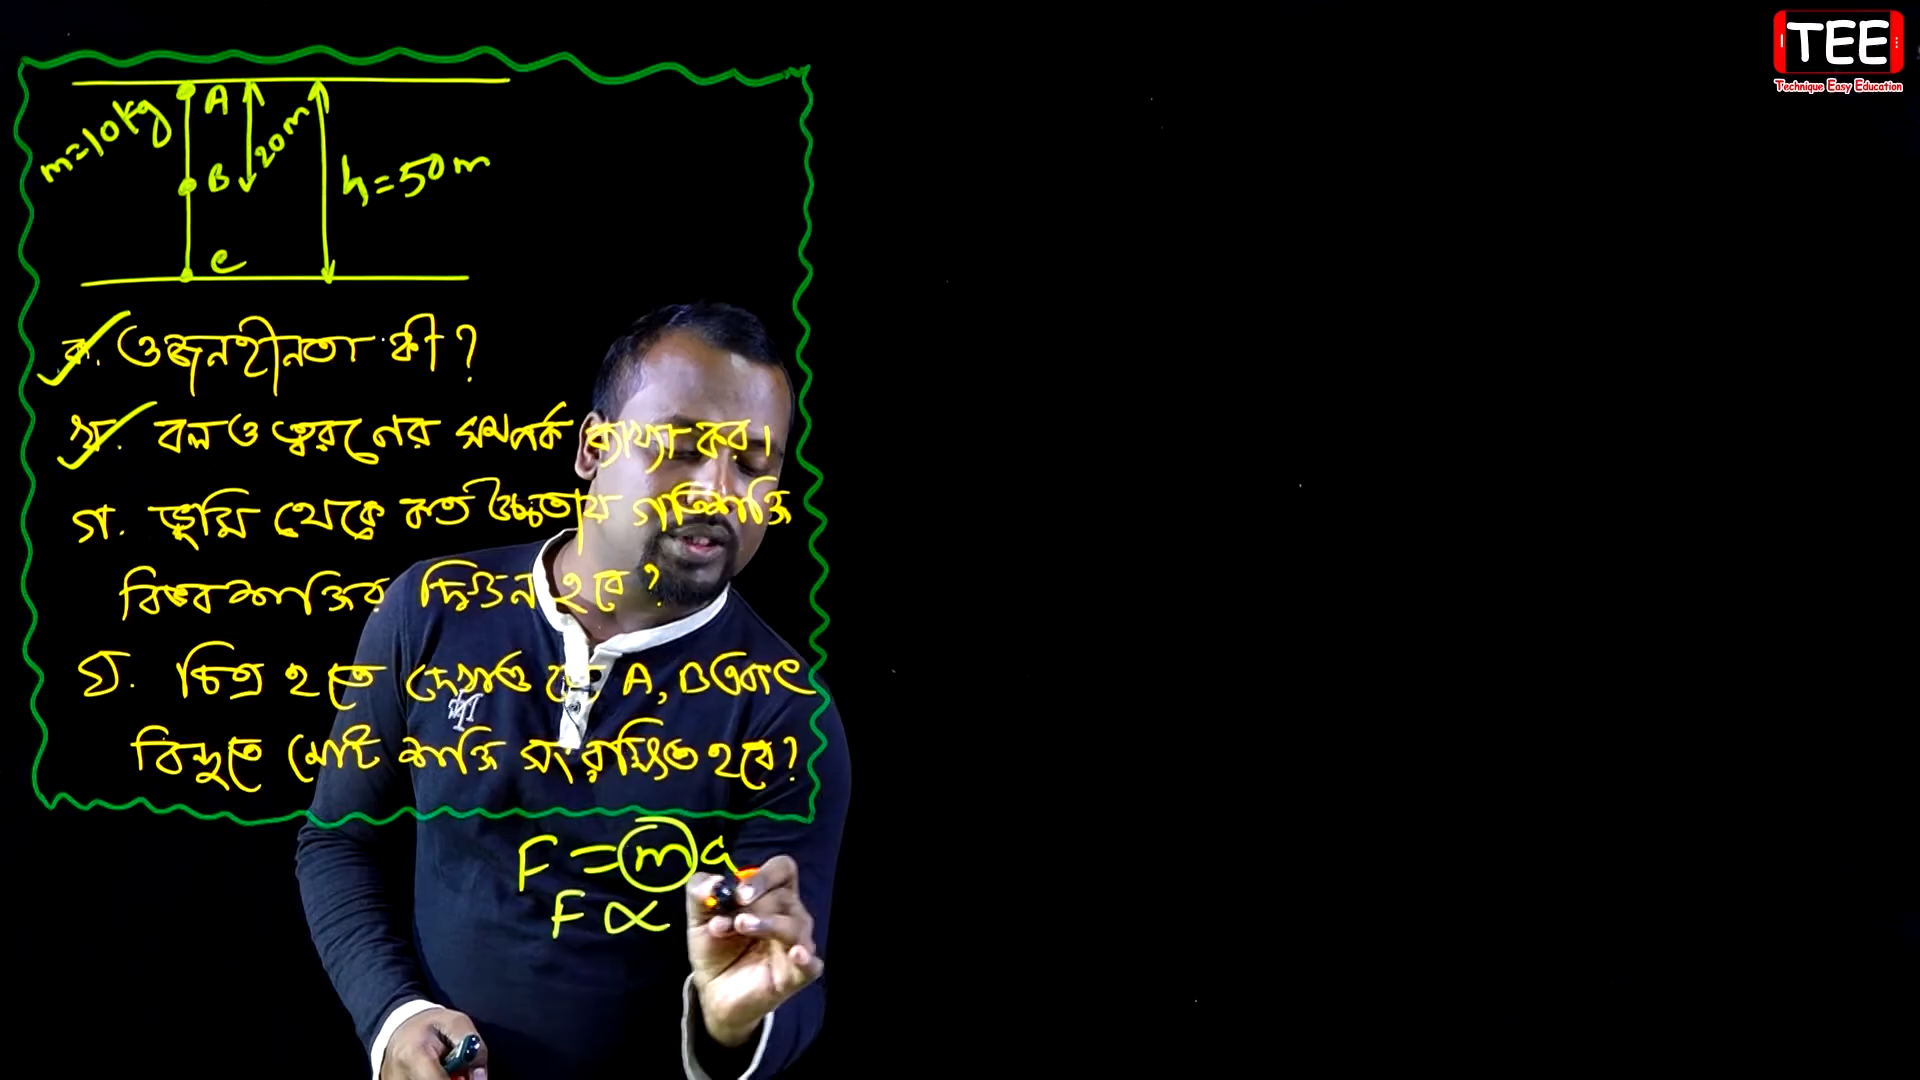 TEE
Technique Easy Education
A
m=10kg
20m
B
h=50m
C
ক. ওজনহীনতা কী?
খ. বল ও ত্বরণের সম্পর্ক ব্যাখ্যা কর।
গ. ভূমি থেকে কত উচ্চতায় গতিশক্তি
বিভবশক্তির দ্বিগুন হবে?
ঘ. চিত্র হতে দেখাও যে A, B এবং C
বিন্দুতে মোট শক্তি সংরক্ষিত হবে?
F = ma
F ∝